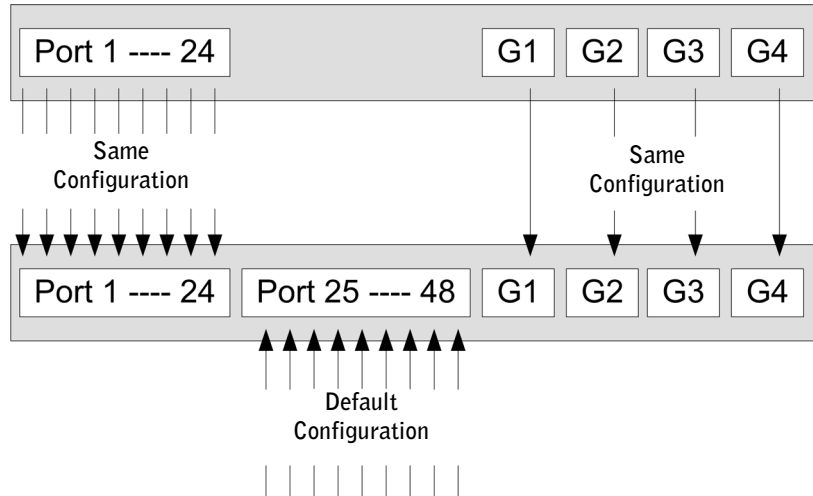 Port 1 ---- 24 G1 G2 G3 G4
Same
Configuration
Same
Configuration
Port 1 ---- 24 Port 25 ---- 48 G1 G2 G3 G4
Default
Configuration